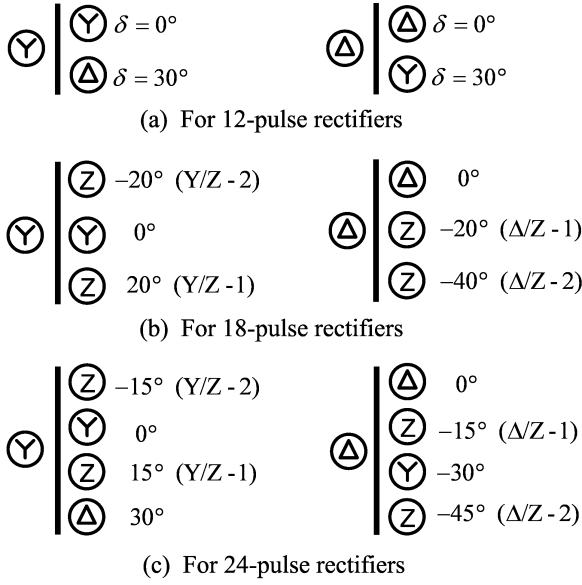 Y Y δ = 0° Δ Δ δ = 0°
Δ δ = 30° Y δ = 30°
(a) For 12-pulse rectifiers
Z –20° (Y/Z - 2) Δ 0°
Y Y 0° Δ Z –20° (Δ/Z - 1)
Z 20° (Y/Z -1) Z –40° (Δ/Z - 2)
(b) For 18-pulse rectifiers
Z –15° (Y/Z - 2) Δ 0°
Y Y 0° Δ Z –15° (Δ/Z - 1)
Z 15° (Y/Z -1) Y –30°
Δ 30° Z –45° (Δ/Z - 2)
(c) For 24-pulse rectifiers